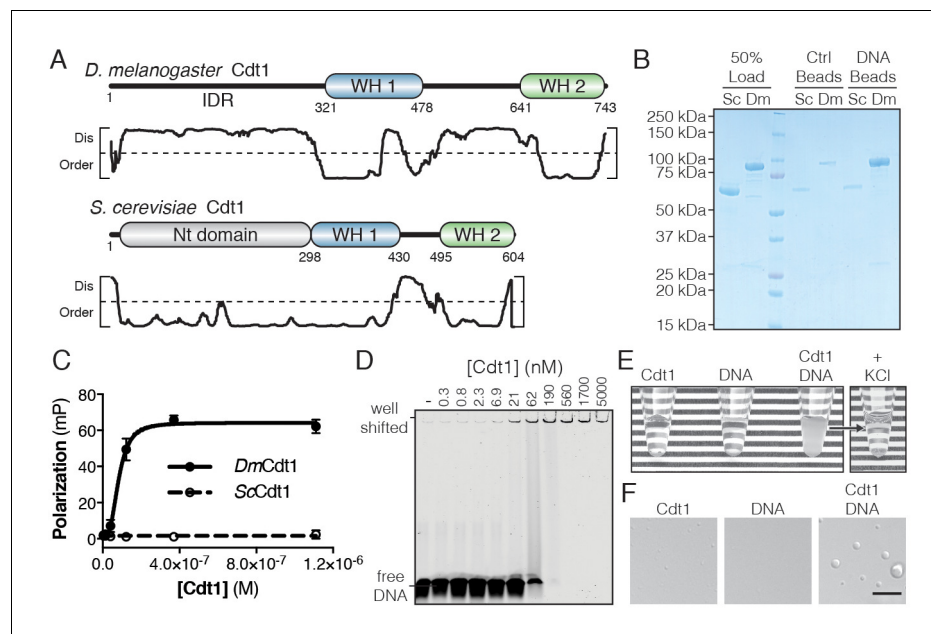 A
D. melanogaster Cdt1
WH 1
WH 2
1
IDR
321
478
641
743
Dis
Order
S. cerevisiae Cdt1
Nt domain
WH 1
WH 2
1
298
430
495
604
Dis
Order
B
50% Load
Ctrl Beads
DNA Beads
Sc Dm Sc Dm Sc Dm
250 kDa
150 kDa
100 kDa
75 kDa
50 kDa
37 kDa
25 kDa
20 kDa
15 kDa
C
Polarization (mP)
80
60
40
20
0
DmCdt1
ScCdt1
4.0×10-7
8.0×10-7
1.2×10-6
[Cdt1] (M)
D
[Cdt1] (nM)
- 0.3 0.8 2.3 6.9 21 62 190 560 1700 5000
well
shifted
free
DNA
E
Cdt1
DNA
Cdt1
DNA
+
KCl
F
Cdt1
DNA
Cdt1
DNA